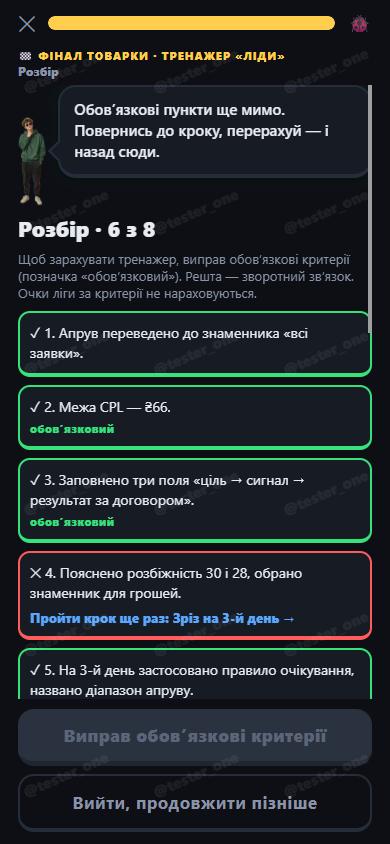 ФІНАЛ ТОВАРКИ · ТРЕНАЖЕР «ЛІДИ»
Розбір
Обов’язкові пункти ще мимо.
Повернись до кроку, перерахуй — і
назад сюди.
Розбір · 6 з 8
Щоб зарахувати тренажер, виправ обов’язкові критерії
(позначка «обов’язковий»). Решта — зворотний зв’язок.
Очки ліги за критерії не нараховуються.
✓ 1. Апрув переведено до знаменника «всі
заявки».
✓ 2. Межа CPL — ₴66.
обов’язковий
✓ 3. Заповнено три поля «ціль → сигнал →
результат за договором».
обов’язковий
✕ 4. Пояснено розбіжність 30 і 28, обрано
знаменник для грошей.
Пройти крок ще раз: Зріз на 3-й день →
✓ 5. На 3-й день застосовано правило очікування,
названо діапазон апруву.
Виправ обов’язкові критерії
Вийти, продовжити пізніше
@tester_one